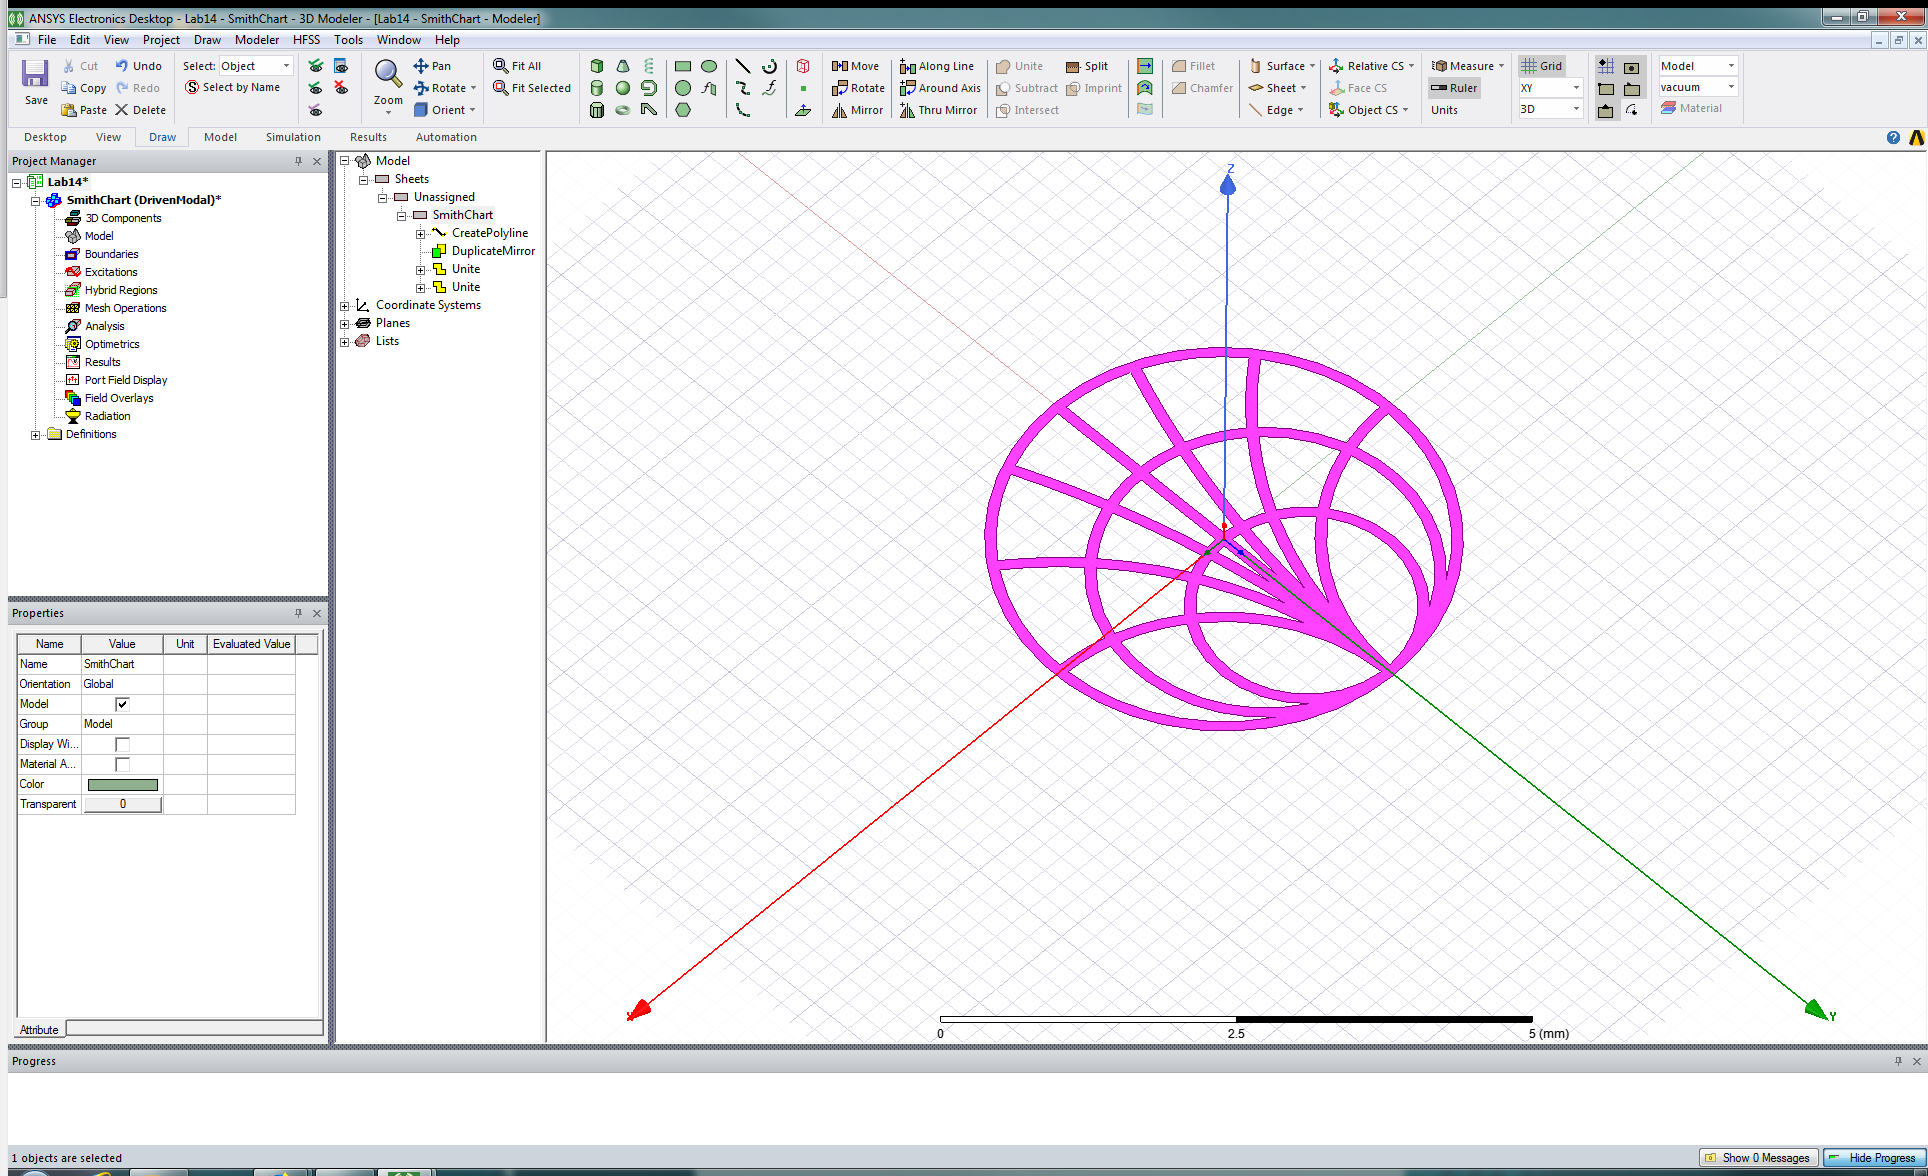 ANSYS Electronics Desktop - Lab14 - SmithChart - 3D Modeler - [Lab14 - SmithChart - Modeler]
File Edit View Project Draw Modeler HFSS Tools Window Help
Save
Cut
Copy
Paste
Undo
Redo
Delete
Select: Object
Select by Name
Zoom
Pan
Rotate
Orient
Fit All
Fit Selected
Move
Rotate
Mirror
Along Line
Around Axis
Thru Mirror
Unite
Subtract
Intersect
Split
Imprint
Fillet
Chamfer
Surface
Sheet
Edge
Relative CS
Face CS
Object CS
Measure
Ruler
Units
Grid
XY
3D
Model
vacuum
Material
Desktop View Draw Model Simulation Results Automation
Project Manager
Lab14*
SmithChart (DrivenModal)*
3D Components
Model
Boundaries
Excitations
Hybrid Regions
Mesh Operations
Analysis
Optimetrics
Results
Port Field Display
Field Overlays
Radiation
Definitions
Model
Sheets
Unassigned
SmithChart
CreatePolyline
DuplicateMirror
Unite
Unite
Coordinate Systems
Planes
Lists
Z
X
Y
0 2.5 5 (mm)
Properties
Name Value Unit Evaluated Value
Name SmithChart
Orientation Global
Model
Group Model
Display Wi...
Material A...
Color
Transparent 0
Attribute
Progress
1 objects are selected
Show 0 Messages
Hide Progress